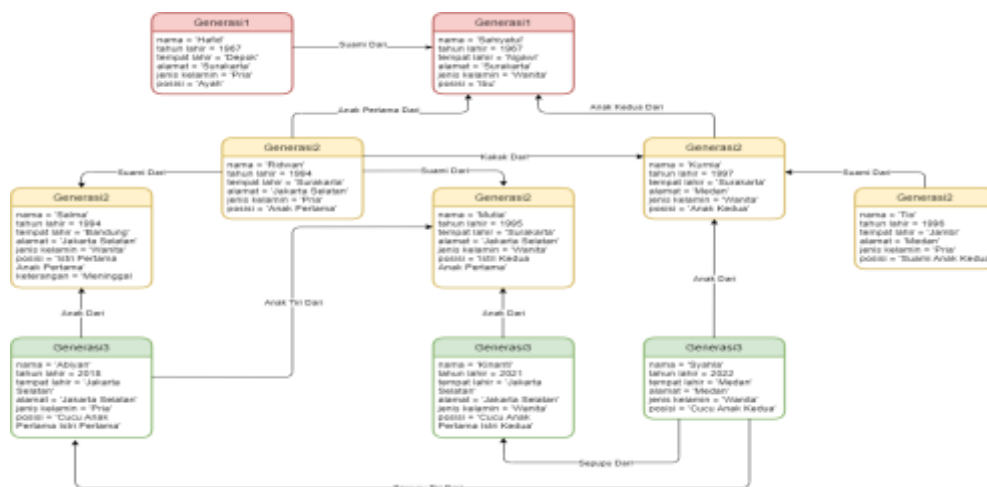 Generasi1
nama = 'Hafid'
tahun lahir = 1967
tempat lahir = 'Depok'
alamat = 'Surakarta'
jenis kelamin = 'Pria'
posisi = 'Ayah'
Suami Dari
Generasi1
nama = 'Sahiyatul'
tahun lahir = 1967
tempat lahir = 'Ngawi'
alamat = 'Surakarta'
jenis kelamin = 'Wanita'
posisi = 'Ibu'
Anak Pertama Dari
Anak Kedua Dari
Generasi2
nama = 'Ridwan'
tahun lahir = 1994
tempat lahir = 'Surakarta'
alamat = 'Jakarta Selatan'
jenis kelamin = 'Pria'
posisi = 'Anak Pertama'
Kakak Dari
Generasi2
nama = 'Kurnia'
tahun lahir = 1997
tempat lahir = 'Surakarta'
alamat = 'Medan'
jenis kelamin = 'Wanita'
posisi = 'Anak Kedua'
Suami Dari
Suami Dari
Suami Dari
Generasi2
nama = 'Salma'
tahun lahir = 1994
tempat lahir = 'Bandung'
alamat = 'Jakarta Selatan'
jenis kelamin = 'Wanita'
posisi = 'Istri Pertama
Anak Pertama'
keterangan = 'Meninggal
Generasi2
nama = 'Mutia'
tahun lahir = 1995
tempat lahir = 'Surakarta'
alamat = 'Jakarta Selatan'
jenis kelamin = 'Wanita'
posisi = 'Istri Kedua
Anak Pertama'
Generasi2
nama = 'Tio'
tahun lahir = 1996
tempat lahir = 'Jambi'
alamat = 'Medan'
jenis kelamin = 'Pria'
posisi = 'Suami Anak Kedua'
Anak Dari
Anak Tiri Dari
Anak Dari
Anak Dari
Generasi3
nama = 'Abiyan'
tahun lahir = 2018
tempat lahir = 'Jakarta
Selatan'
alamat = 'Jakarta Selatan'
jenis kelamin = 'Pria'
posisi = 'Cucu Anak
Pertama Istri Pertama'
Generasi3
nama = 'Kinanti'
tahun lahir = 2021
tempat lahir = 'Jakarta
Selatan'
alamat = 'Jakarta Selatan'
jenis kelamin = 'Wanita'
posisi = 'Cucu Anak
Pertama Istri Kedua'
Generasi3
nama = 'Syahla'
tahun lahir = 2022
tempat lahir = 'Medan'
alamat = 'Medan'
jenis kelamin = 'Wanita'
posisi = 'Cucu Anak Kedua'
Sepupu Dari